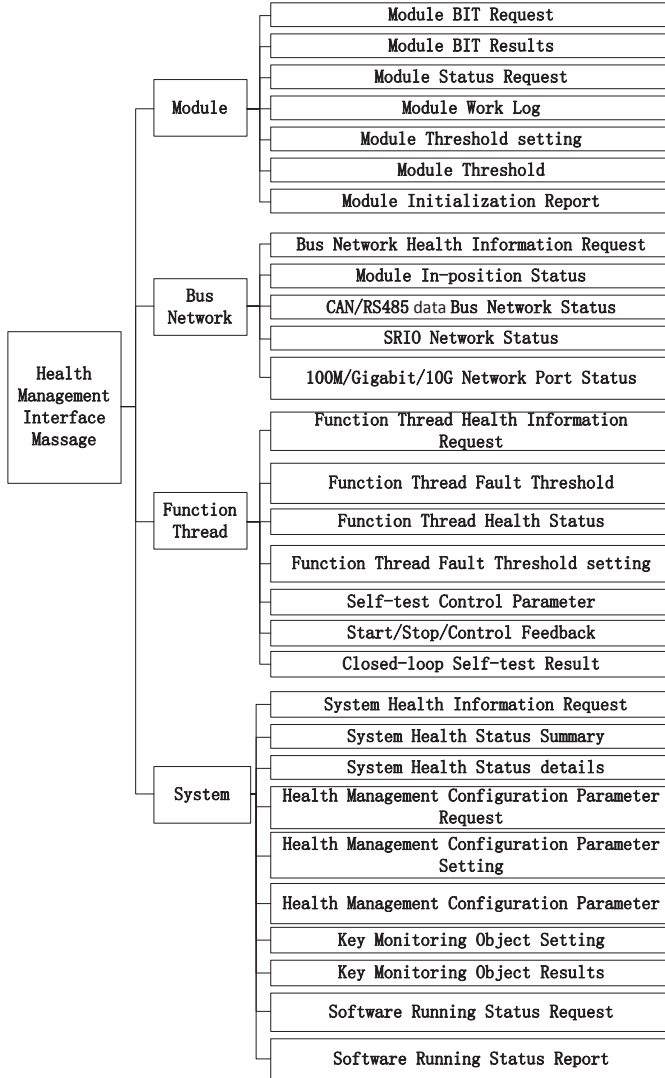 Health
Management
Interface
Massage
Module
Module BIT Request
Module BIT Results
Module Status Request
Module Work Log
Module Threshold setting
Module Threshold
Module Initialization Report
Bus
Network
Bus Network Health Information Request
Module In-position Status
CAN/RS485 data Bus Network Status
SRIO Network Status
100M/Gigabit/10G Network Port Status
Function
Thread
Function Thread Health Information
Request
Function Thread Fault Threshold
Function Thread Health Status
Function Thread Fault Threshold setting
Self-test Control Parameter
Start/Stop/Control Feedback
Closed-loop Self-test Result
System
System Health Information Request
System Health Status Summary
System Health Status details
Health Management Configuration Parameter
Request
Health Management Configuration Parameter
Setting
Health Management Configuration Parameter
Key Monitoring Object Setting
Key Monitoring Object Results
Software Running Status Request
Software Running Status Report